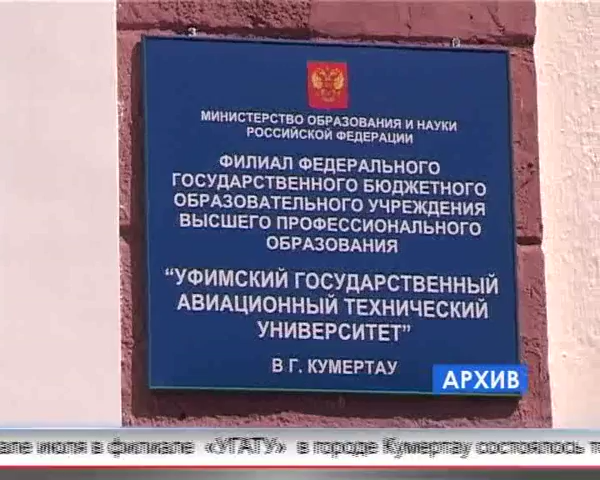 МИНИСТЕРСТВО ОБРАЗОВАНИЯ И НАУКИ
РОССИЙСКОЙ ФЕДЕРАЦИИ
ФИЛИАЛ ФЕДЕРАЛЬНОГО
ГОСУДАРСТВЕННОГО БЮДЖЕТНОГО
ОБРАЗОВАТЕЛЬНОГО УЧРЕЖДЕНИЯ
ВЫСШЕГО ПРОФЕССИОНАЛЬНОГО
ОБРАЗОВАНИЯ
“УФИМСКИЙ ГОСУДАРСТВЕННЫЙ
АВИАЦИОННЫЙ ТЕХНИЧЕСКИЙ
УНИВЕРСИТЕТ”
В Г. КУМЕРТАУ
АРХИВ
але июля в филиале «УГАТУ» в городе Кумертау состоялось